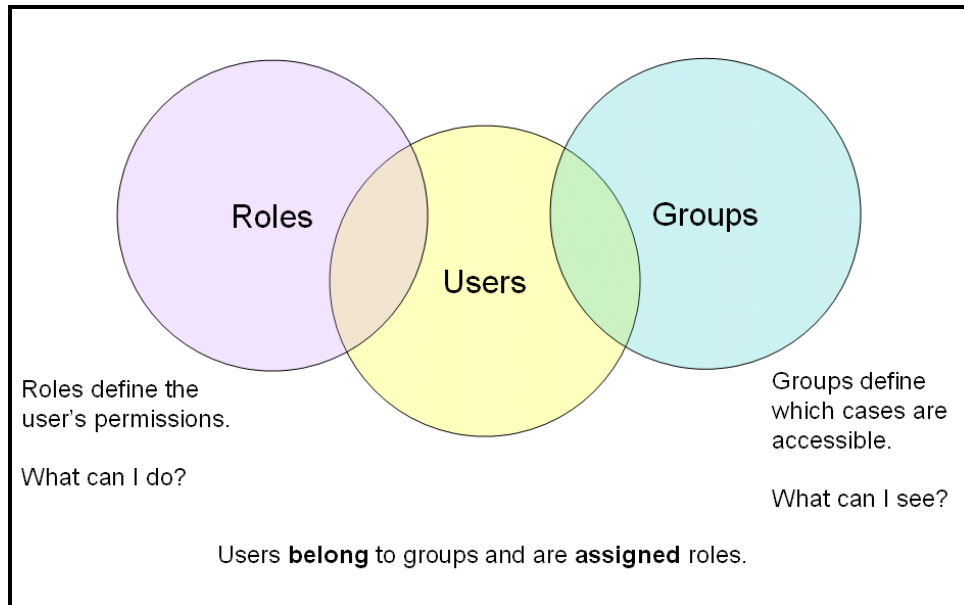 Roles
Users
Groups
Roles define the
user's permissions.
What can I do?
Groups define
which cases are
accessible.
What can I see?
Users belong to groups and are assigned roles.